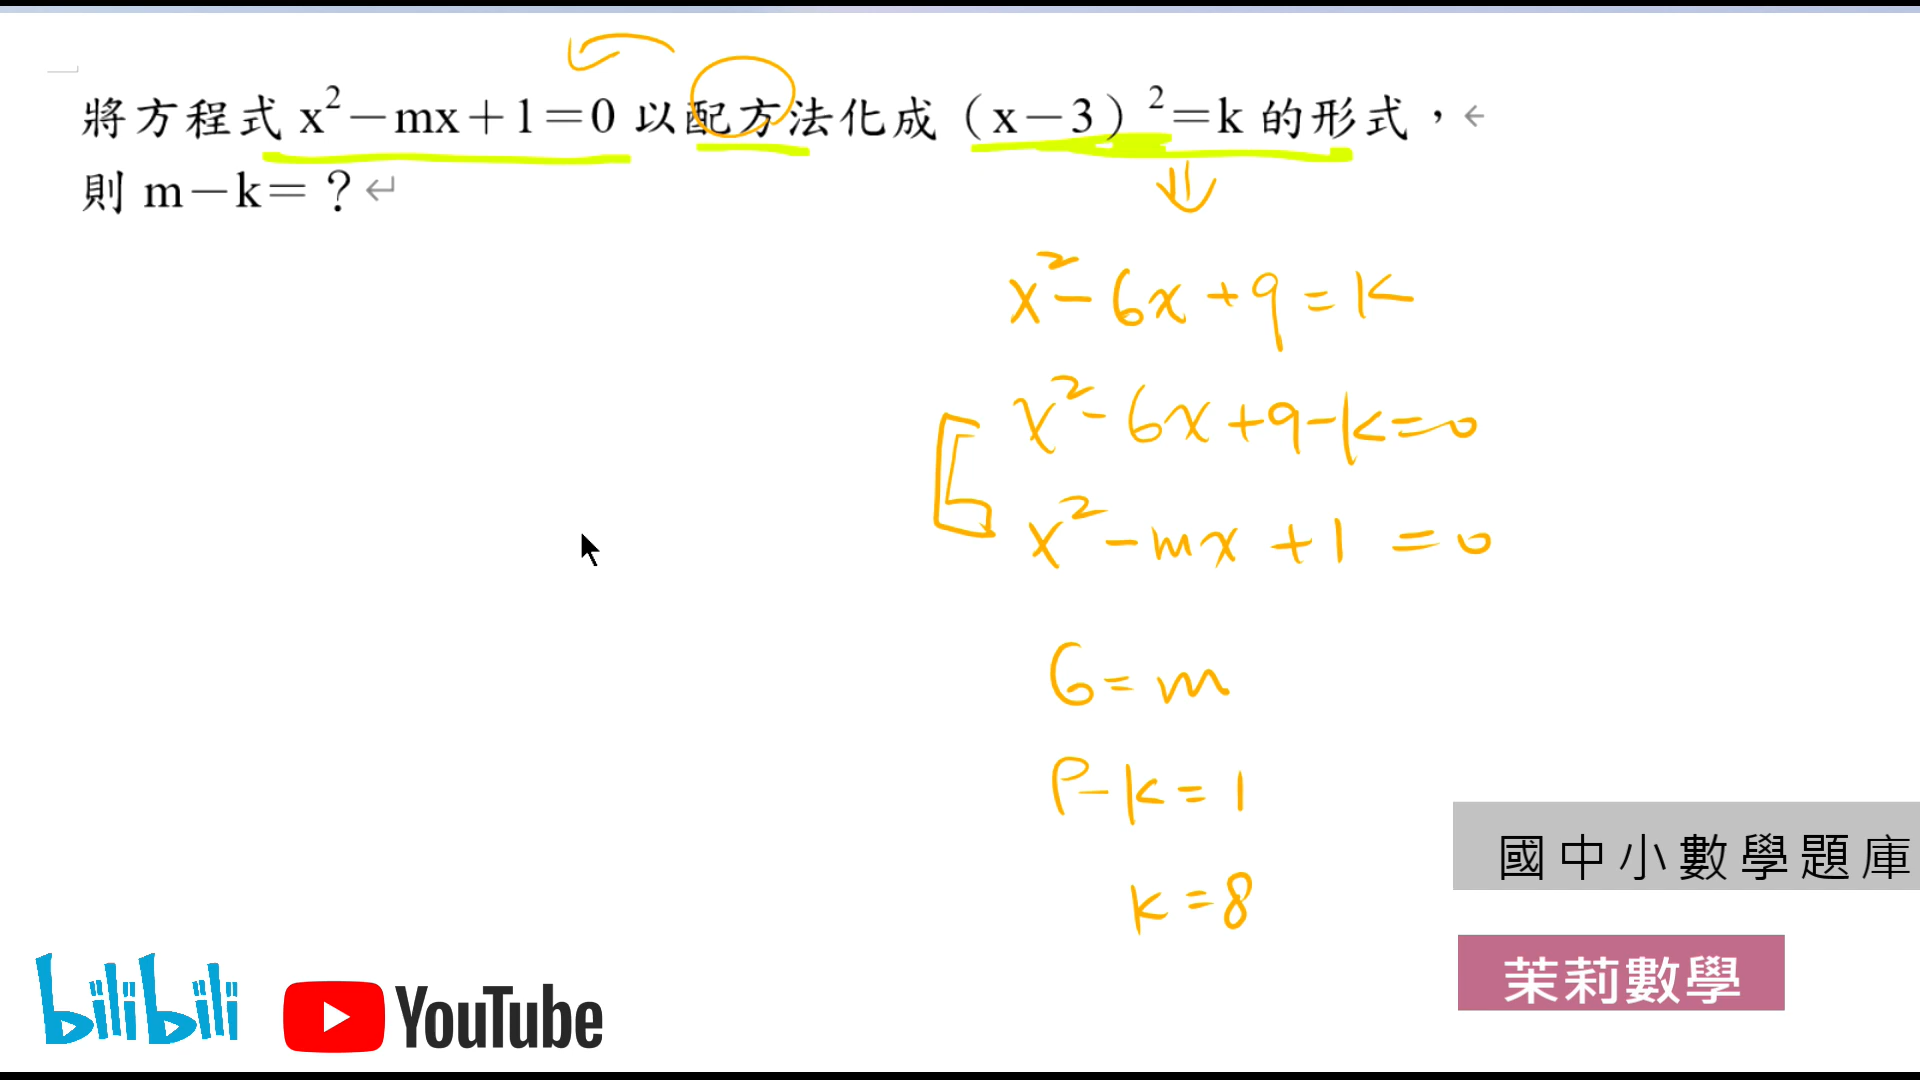 將方程式 x²－mx＋1＝0 以配方法化成（x－3）²＝k 的形式，
則 m－k＝？
x²-6x+9=k
x²-6x+9-k=0
x²-mx+1=0
6=m
9-k=1
k=8
國中小數學題庫
茉莉數學
bilibili YouTube